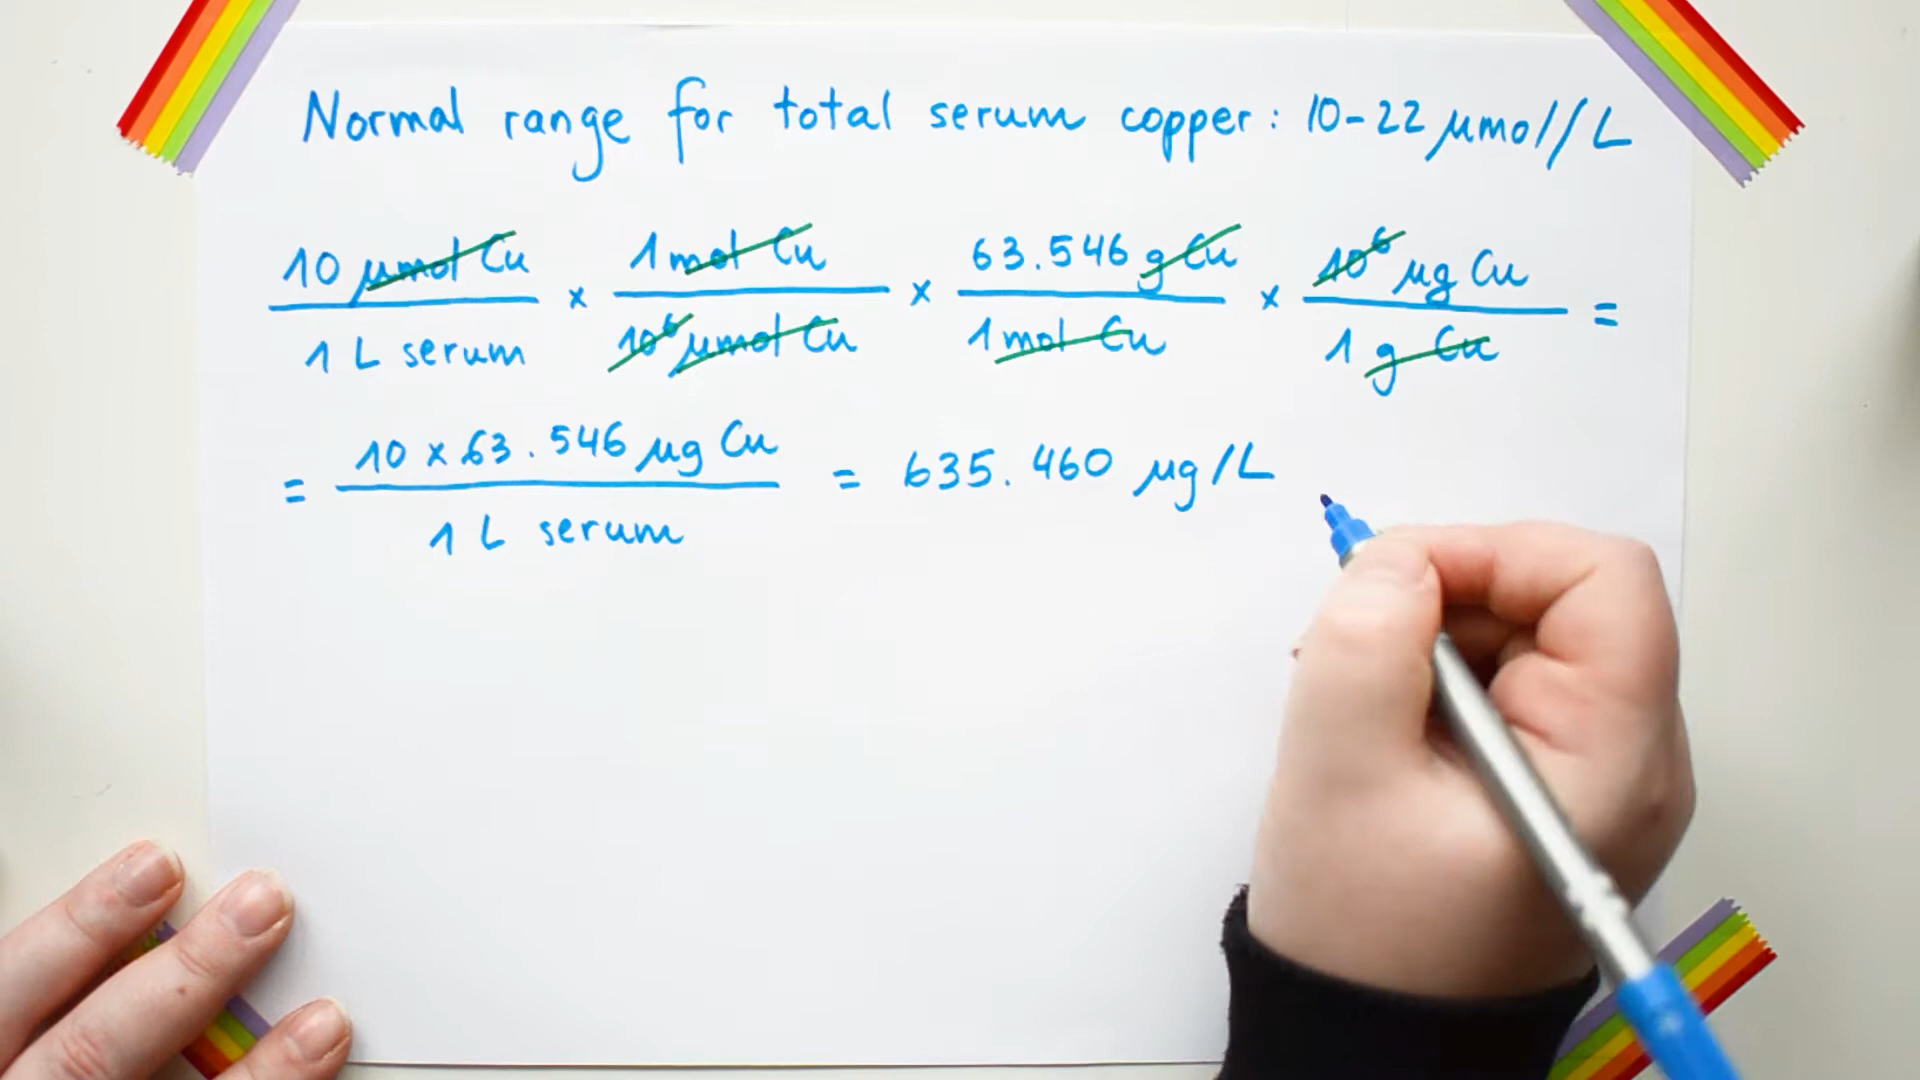 Normal range for total serum copper: 10-22 µmol//L
10 µmol Cu / 1 L serum × 1 mol Cu / 10⁶ µmol Cu × 63.546 g Cu / 1 mol Cu × 10⁶ µg Cu / 1 g Cu =
= 10 × 63.546 µg Cu / 1 L serum = 635.460 µg/L